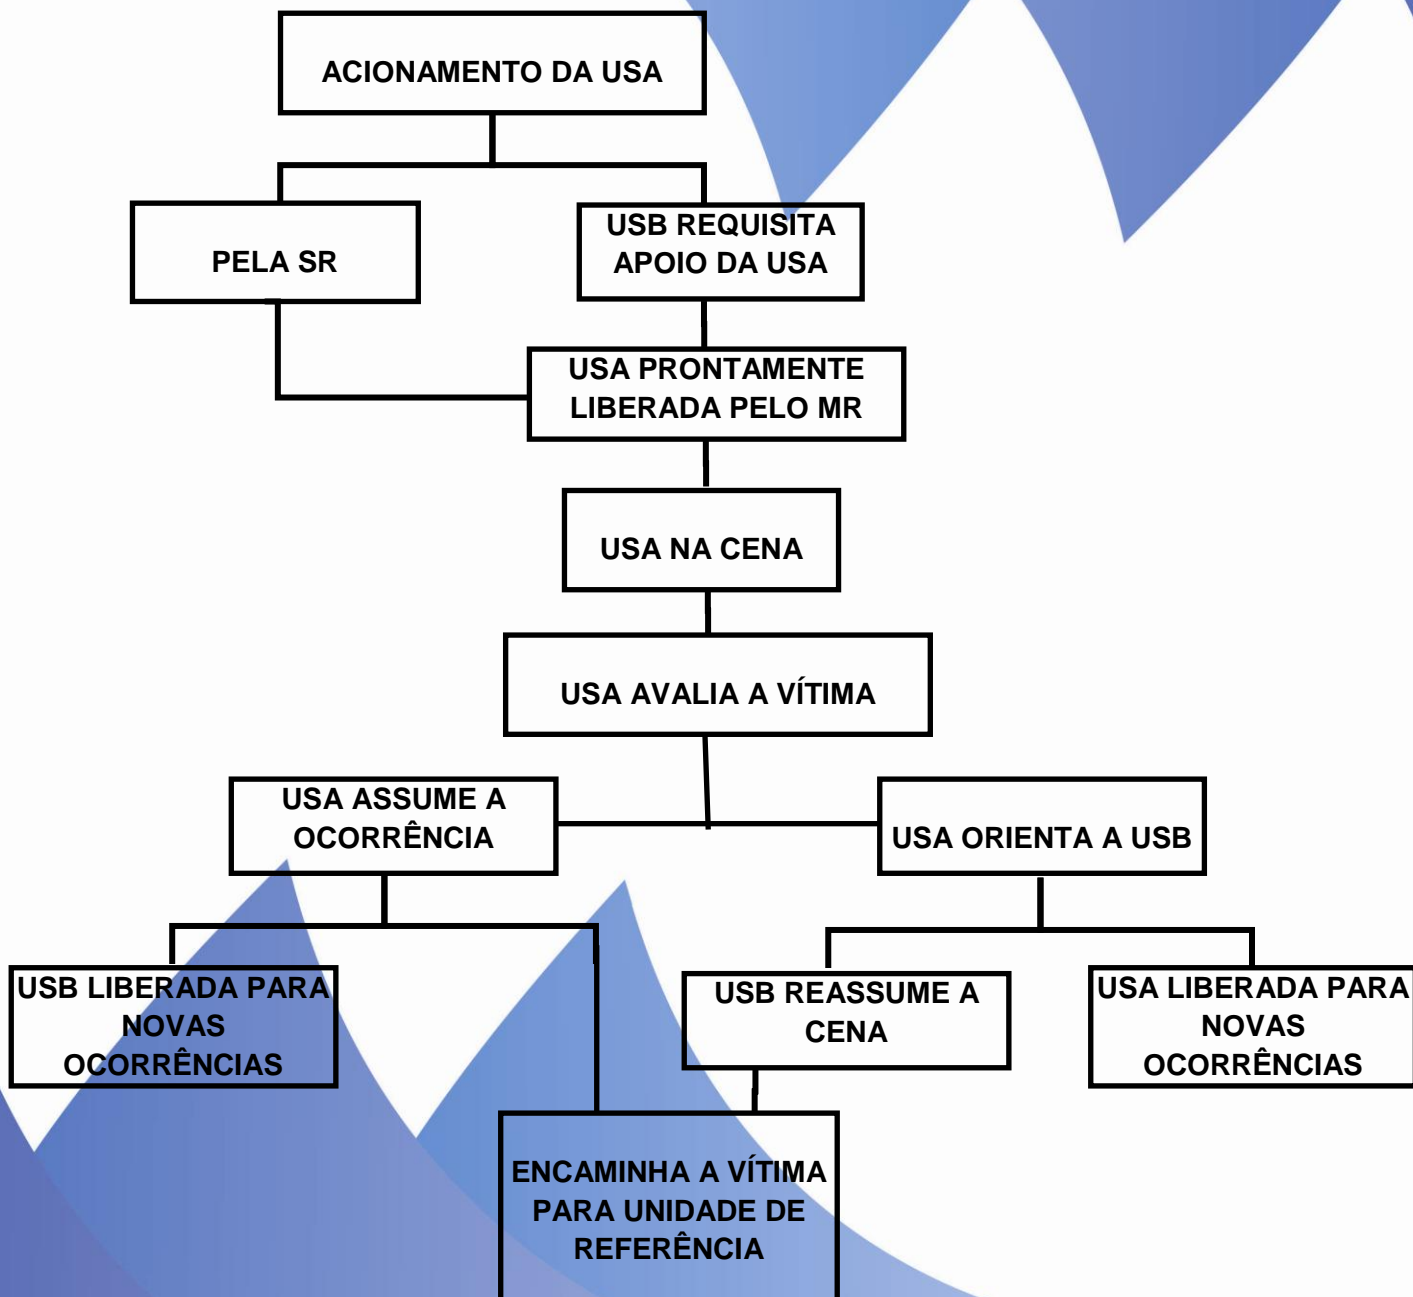 ACIONAMENTO DA USA
PELA SR
USB REQUISITA
APOIO DA USA
USA PRONTAMENTE
LIBERADA PELO MR
USA NA CENA
USA AVALIA A VÍTIMA
USA ASSUME A
OCORRÊNCIA
USA ORIENTA A USB
USB LIBERADA PARA
NOVAS
OCORRÊNCIAS
USB REASSUME A
CENA
USA LIBERADA PARA
NOVAS
OCORRÊNCIAS
ENCAMINHA A VÍTIMA
PARA UNIDADE DE
REFERÊNCIA